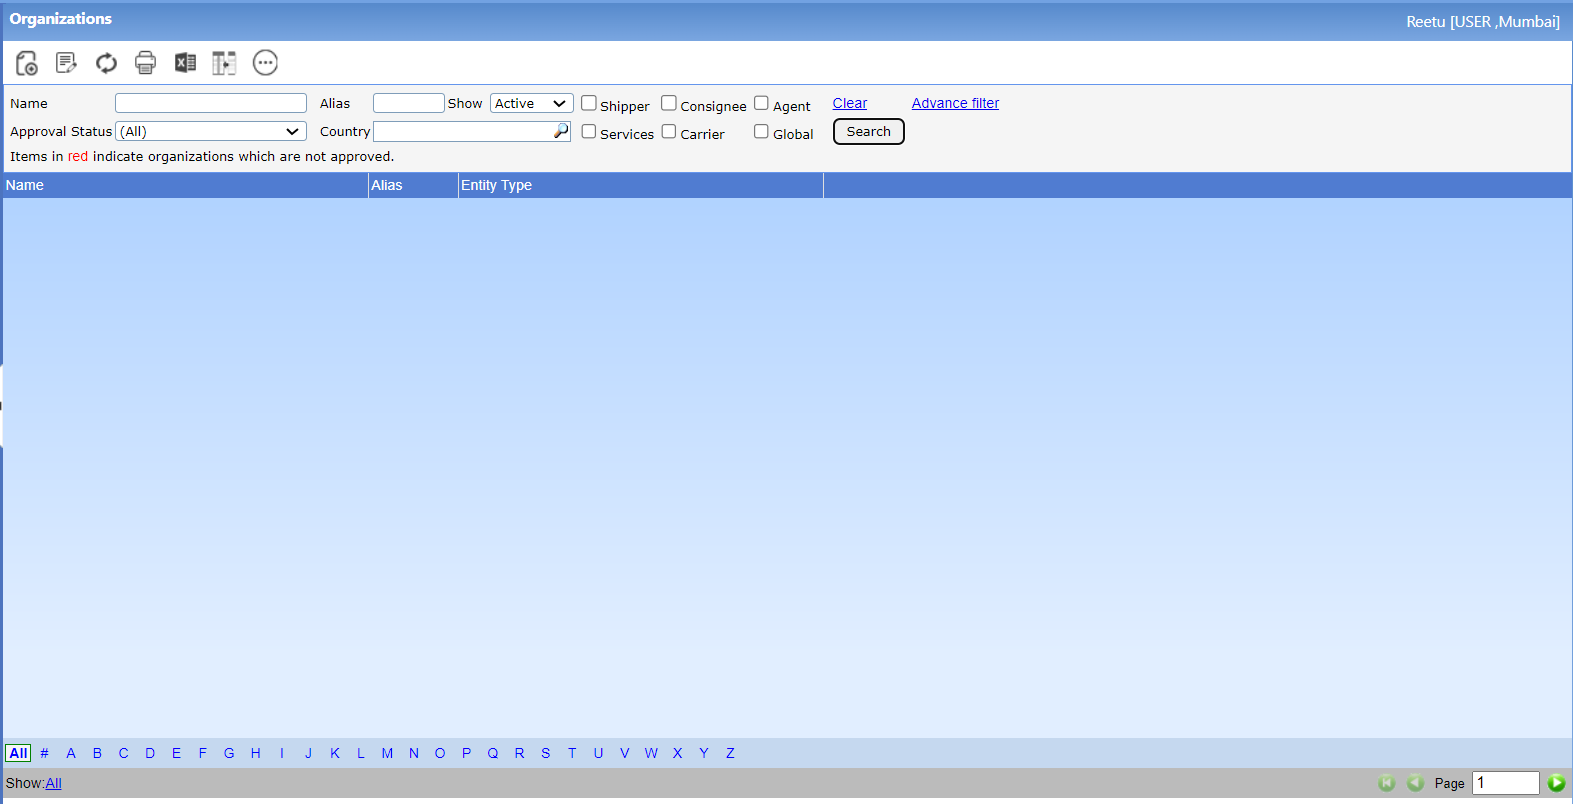 Organizations
Reetu [USER ,Mumbai]
Name Alias Show Active Shipper Consignee Agent Clear Advance filter
Approval Status (All) Country Services Carrier Global Search
Items in red indicate organizations which are not approved.
Name Alias Entity Type
All # A B C D E F G H I J K L M N O P Q R S T U V W X Y Z
Show:All Page 1